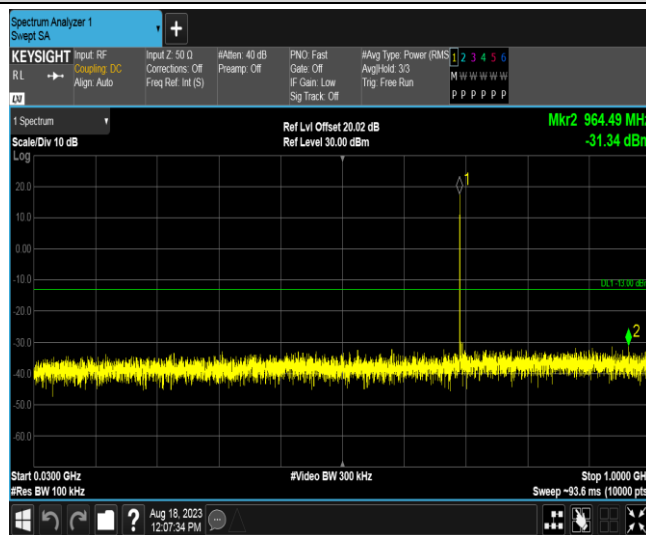 Spectrum Analyzer 1
Swept SA
KEYSIGHT Input: RF Input Z: 50 Ω #Atten: 40 dB PNO: Fast #Avg Type: Power (RMS 1 2 3 4 5 6
RL Coupling: DC Corrections: Off Preamp: Off Gate: Off Avg|Hold: 3/3 M W W W W W
Align: Auto Freq Ref: Int (S) IF Gain: Low Trig: Free Run
LXI Sig Track: Off P P P P P P
1 Spectrum Ref Lvl Offset 20.02 dB Mkr2 964.49 MHz
Scale/Div 10 dB Ref Level 30.00 dBm -31.34 dBm
Log
1
20.0
10.0
0.00
DL1 -13.00 dBm
-10.0
-20.0
2
-30.0
-40.0
-50.0
-60.0
Start 0.0300 GHz #Video BW 300 kHz Stop 1.0000 GHz
#Res BW 100 kHz Sweep ~93.6 ms (10000 pts
? Aug 18, 2023
12:07:34 PM